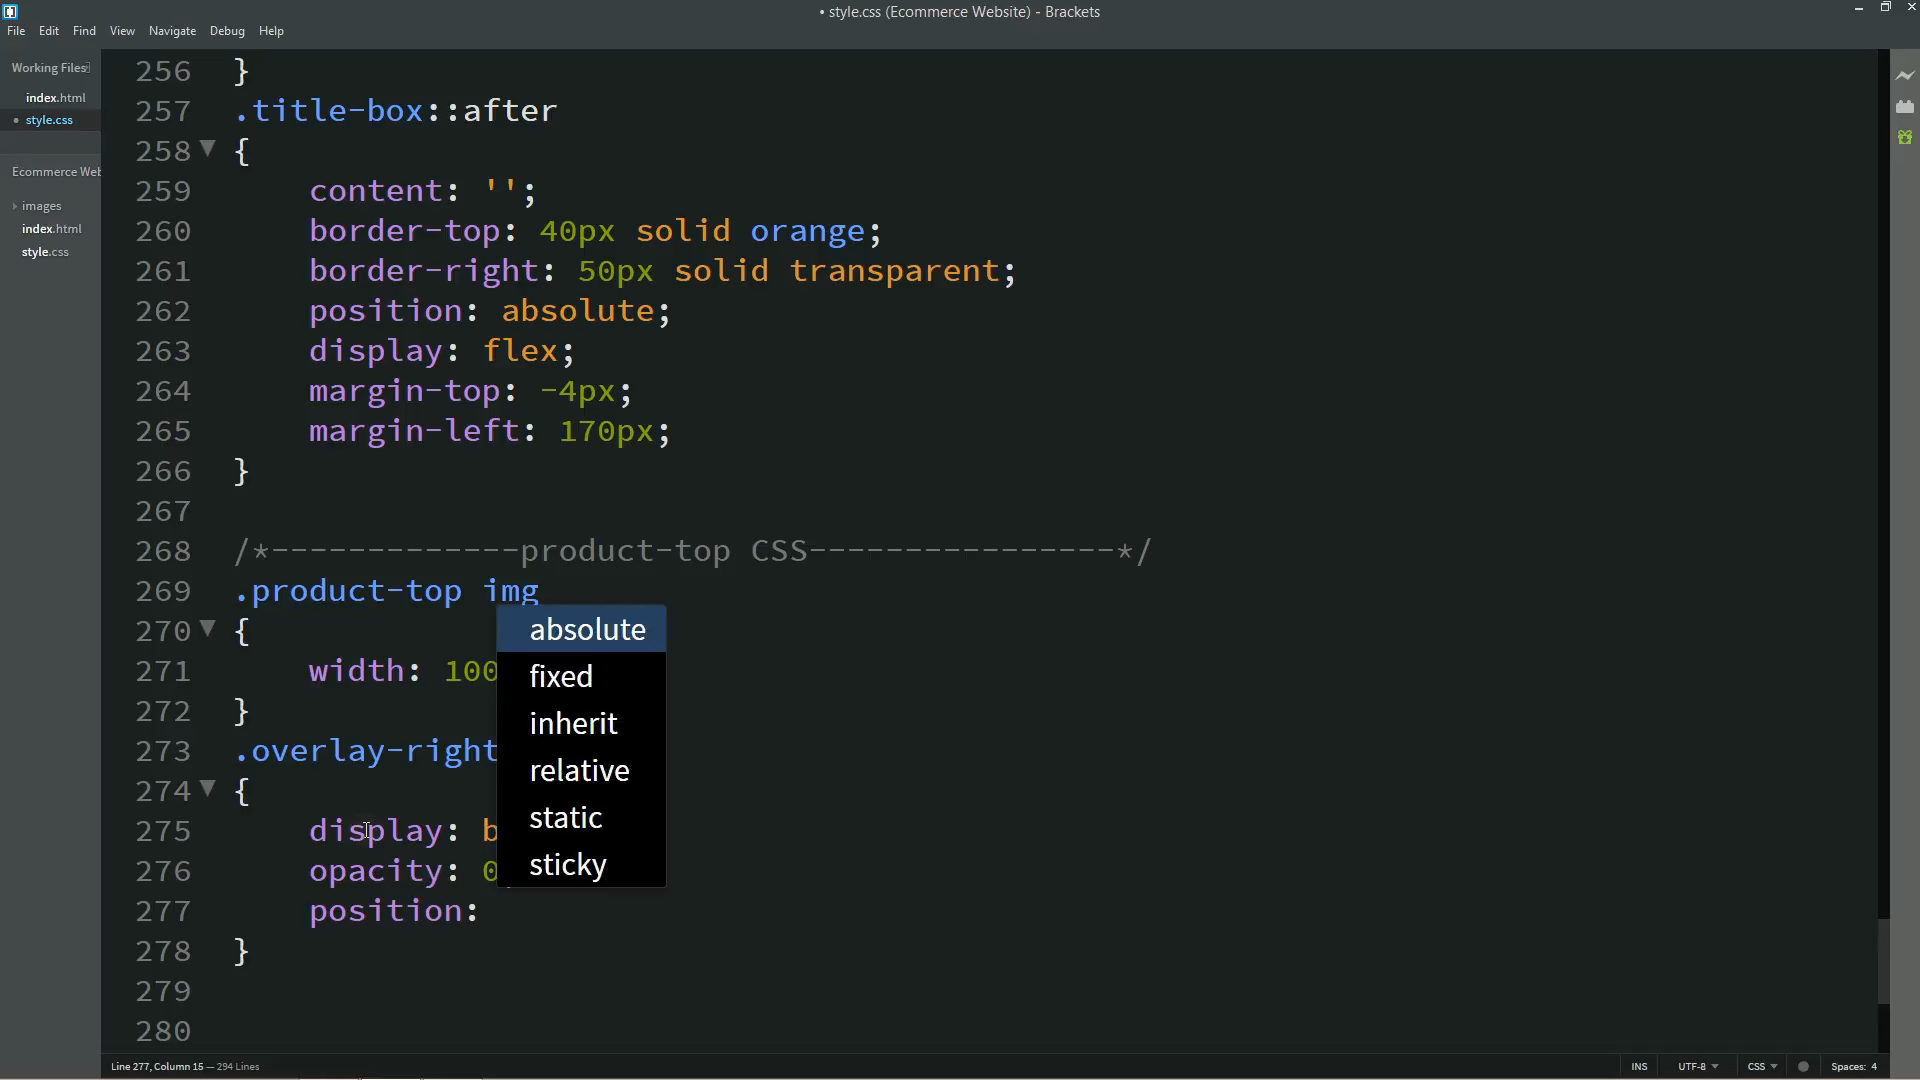 • style.css (Ecommerce Website) - Brackets
File Edit Find View Navigate Debug Help
Working Files
index.html
• style.css
Ecommerce Web
images
index.html
style.css
256 }
257 .title-box::after
258 {
259 content: '';
260 border-top: 40px solid orange;
261 border-right: 50px solid transparent;
262 position: absolute;
263 display: flex;
264 margin-top: -4px;
265 margin-left: 170px;
266 }
267
268 /*-------------product-top CSS----------------*/
269 .product-top img
270 {
271 width: 100
272 }
273 .overlay-right
274 {
275 display: b
276 opacity: 0
277 position:
278 }
279
280
absolute
fixed
inherit
relative
static
sticky
Line 277, Column 15 — 294 Lines
INS UTF-8 CSS Spaces: 4